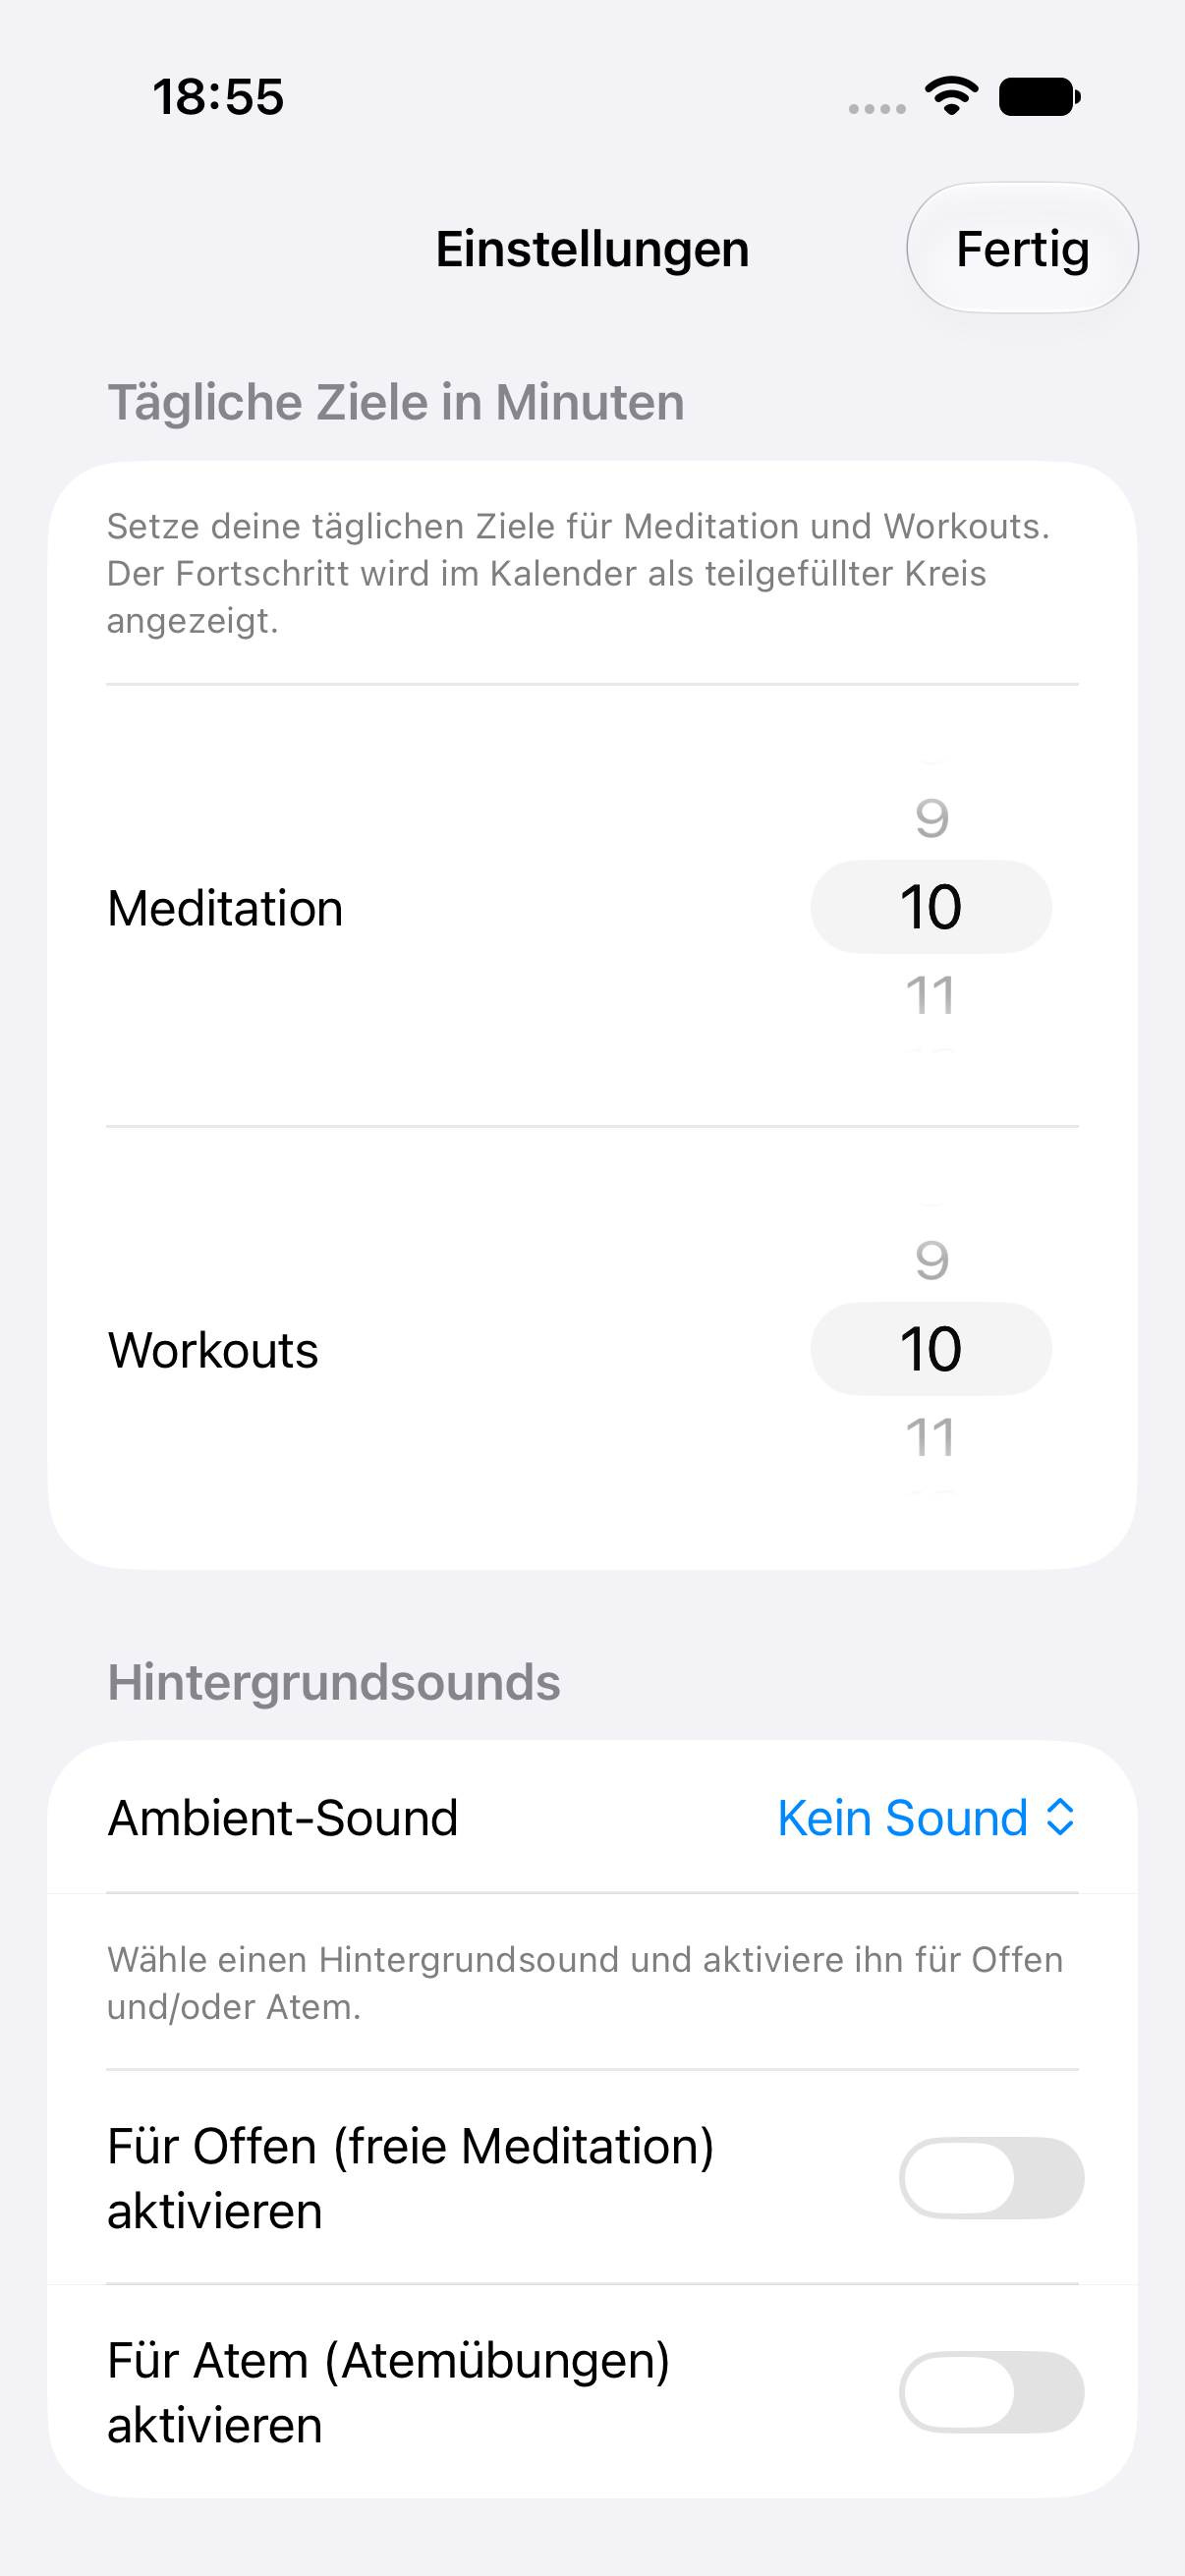 18:55
Einstellungen
Fertig
Tägliche Ziele in Minuten
Setze deine täglichen Ziele für Meditation und Workouts.
Der Fortschritt wird im Kalender als teilgefüllter Kreis
angezeigt.
9
Meditation
10
11
9
Workouts
10
11
Hintergrundsounds
Ambient-Sound
Kein Sound
Wähle einen Hintergrundsound und aktiviere ihn für Offen
und/oder Atem.
Für Offen (freie Meditation)
aktivieren
Für Atem (Atemübungen)
aktivieren